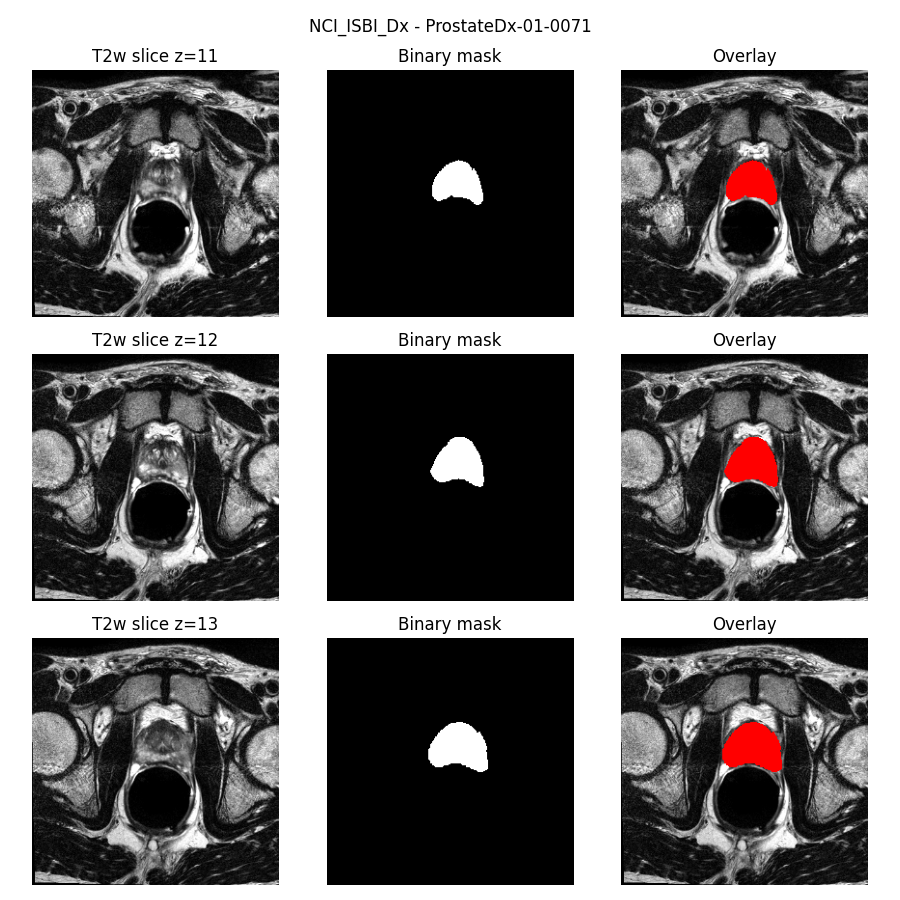 NCI_ISBI_Dx - ProstateDx-01-0071
T2w slice z=11
Binary mask
Overlay
T2w slice z=12
Binary mask
Overlay
T2w slice z=13
Binary mask
Overlay